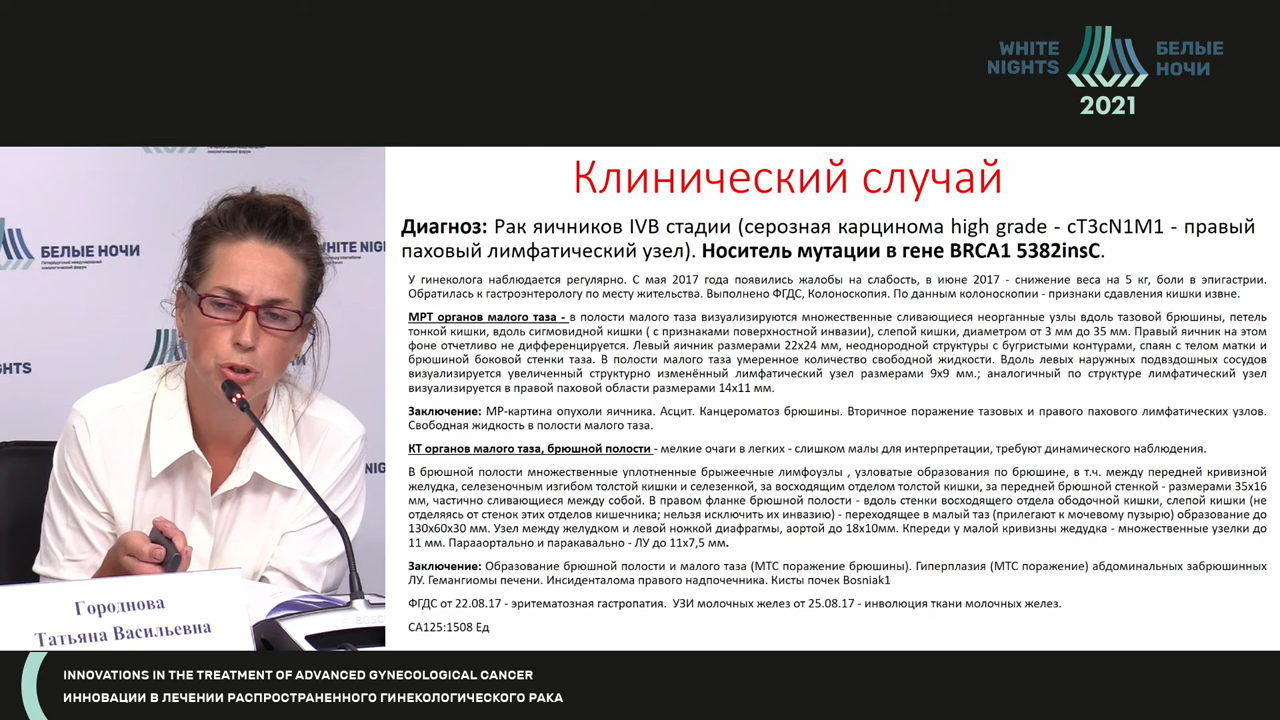 WHITE NIGHTS
БЕЛЫЕ НОЧИ
2021
БЕЛЫЕ НОЧИ
Петербургский международный
онкологический форум
WHITE NIGH
GHTS
Городнова
Татьяна Васильевна
BOSC
Клинический случай
Диагноз: Рак яичников IVB стадии (серозная карцинома high grade - cT3cN1M1 - правый
паховый лимфатический узел). Носитель мутации в гене BRCA1 5382insC.
У гинеколога наблюдается регулярно. С мая 2017 года появились жалобы на слабость, в июне 2017 - снижение веса на 5 кг, боли в эпигастрии.
Обратилась к гастроэнтерологу по месту жительства. Выполнено ФГДС, Колоноскопия. По данным колоноскопии - признаки сдавления кишки извне.
МРТ органов малого таза - в полости малого таза визуализируются множественные сливающиеся неорганные узлы вдоль тазовой брюшины, петель
тонкой кишки, вдоль сигмовидной кишки ( с признаками поверхностной инвазии), слепой кишки, диаметром от 3 мм до 35 мм. Правый яичник на этом
фоне отчетливо не дифференцируется. Левый яичник размерами 22х24 мм, неоднородной структуры с бугристыми контурами, спаян с телом матки и
брюшиной боковой стенки таза. В полости малого таза умеренное количество свободной жидкости. Вдоль левых наружных подвздошных сосудов
визуализируется увеличенный структурно изменённый лимфатический узел размерами 9х9 мм.; аналогичный по структуре лимфатический узел
визуализируется в правой паховой области размерами 14х11 мм.
Заключение: МР-картина опухоли яичника. Асцит. Канцероматоз брюшины. Вторичное поражение тазовых и правого пахового лимфатических узлов.
Свободная жидкость в полости малого таза.
КТ органов малого таза, брюшной полости - мелкие очаги в легких - слишком малы для интерпретации, требуют динамического наблюдения.
В брюшной полости множественные уплотненные брыжеечные лимфоузлы , узловатые образования по брюшине, в т.ч. между передней кривизной
желудка, селезеночным изгибом толстой кишки и селезенкой, за восходящим отделом толстой кишки, за передней брюшной стенкой - размерами 35х16
мм, частично сливающиеся между собой. В правом фланке брюшной полости - вдоль стенки восходящего отдела ободочной кишки, слепой кишки (не
отделяясь от стенок этих отделов кишечника; нельзя исключить их инвазию) - переходящее в малый таз (прилегают к мочевому пузырю) образование до
130х60х30 мм. Узел между желудком и левой ножкой диафрагмы, аортой до 18х10мм. Кпереди у малой кривизны жедудка - множественные узелки до
11 мм. Парааортально и паракавально - ЛУ до 11х7,5 мм.
Заключение: Образование брюшной полости и малого таза (МТС поражение брюшины). Гиперплазия (МТС поражение) абдоминальных забрюшинных
ЛУ. Гемангиомы печени. Инсиденталома правого надпочечника. Кисты почек Bosniak1
ФГДС от 22.08.17 - эритематозная гастропатия. УЗИ молочных желез от 25.08.17 - инволюция ткани молочных желез.
СА125:1508 Ед
INNOVATIONS IN THE TREATMENT OF ADVANCED GYNECOLOGICAL CANCER
ИННОВАЦИИ В ЛЕЧЕНИИ РАСПРОСТРАНЕННОГО ГИНЕКОЛОГИЧЕСКОГО РАКА